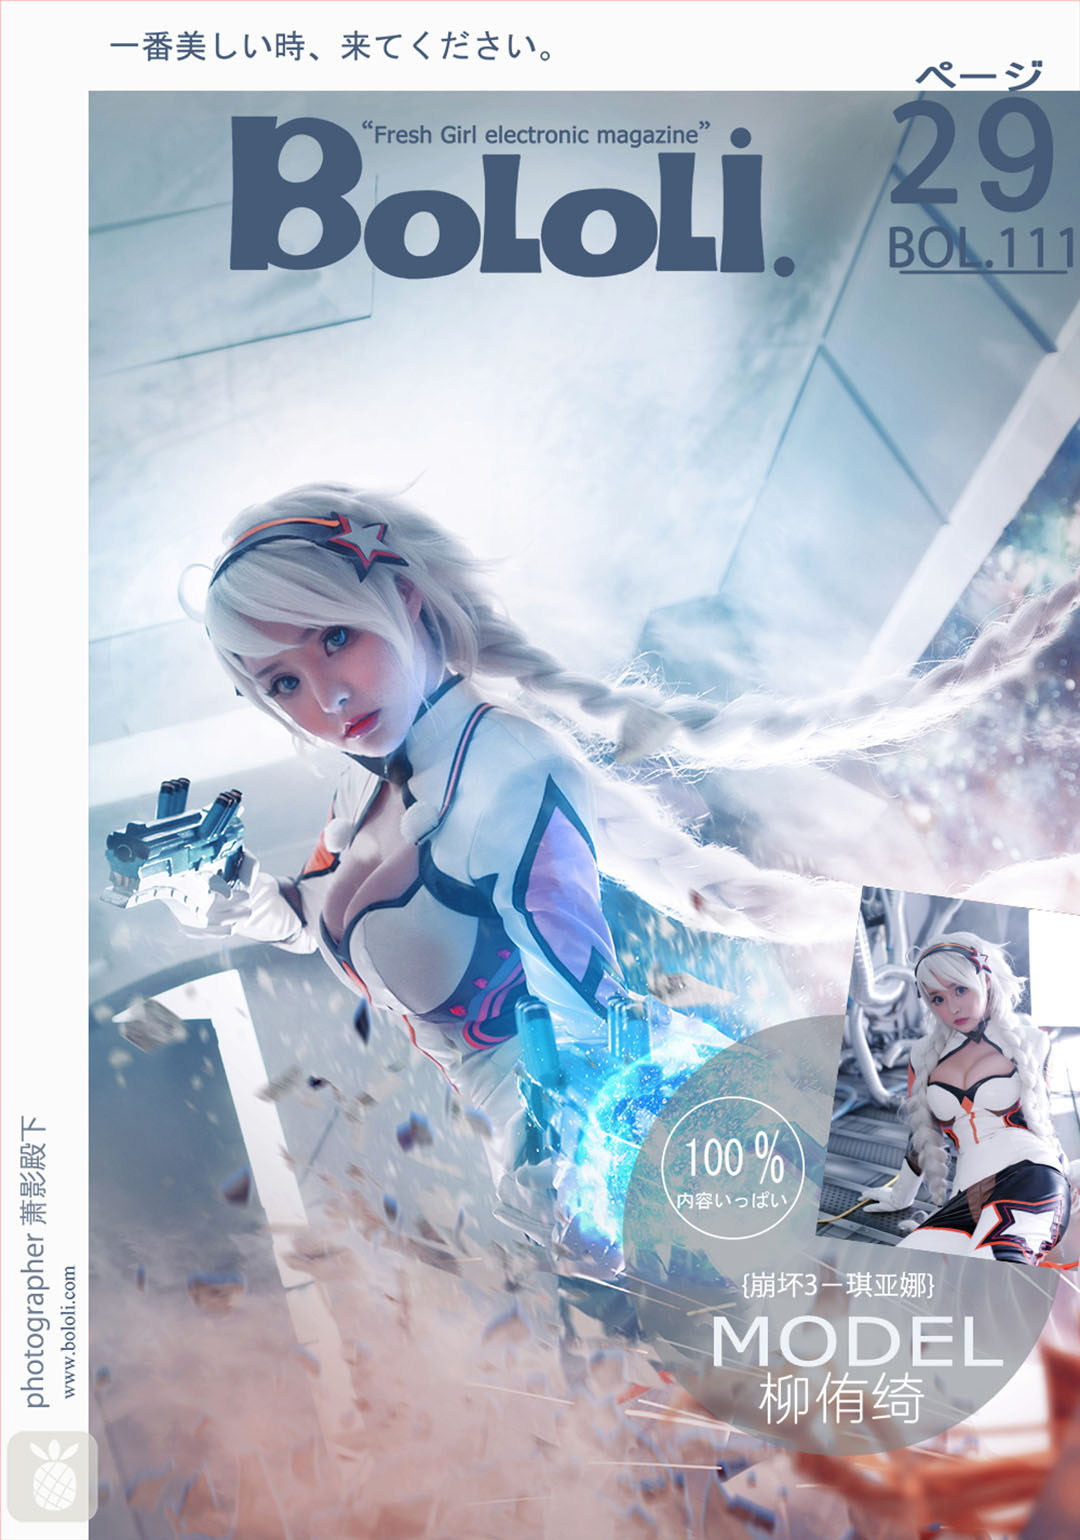 一番美しい時、来てください。
ページ
29
BOL.111
“Fresh Girl electronic magazine”
BoLoLi.
100%
内容いっぱい
{崩坏3－琪亚娜}
MODEL
柳侑绮
photographer 萧影殿下
www.bololi.com